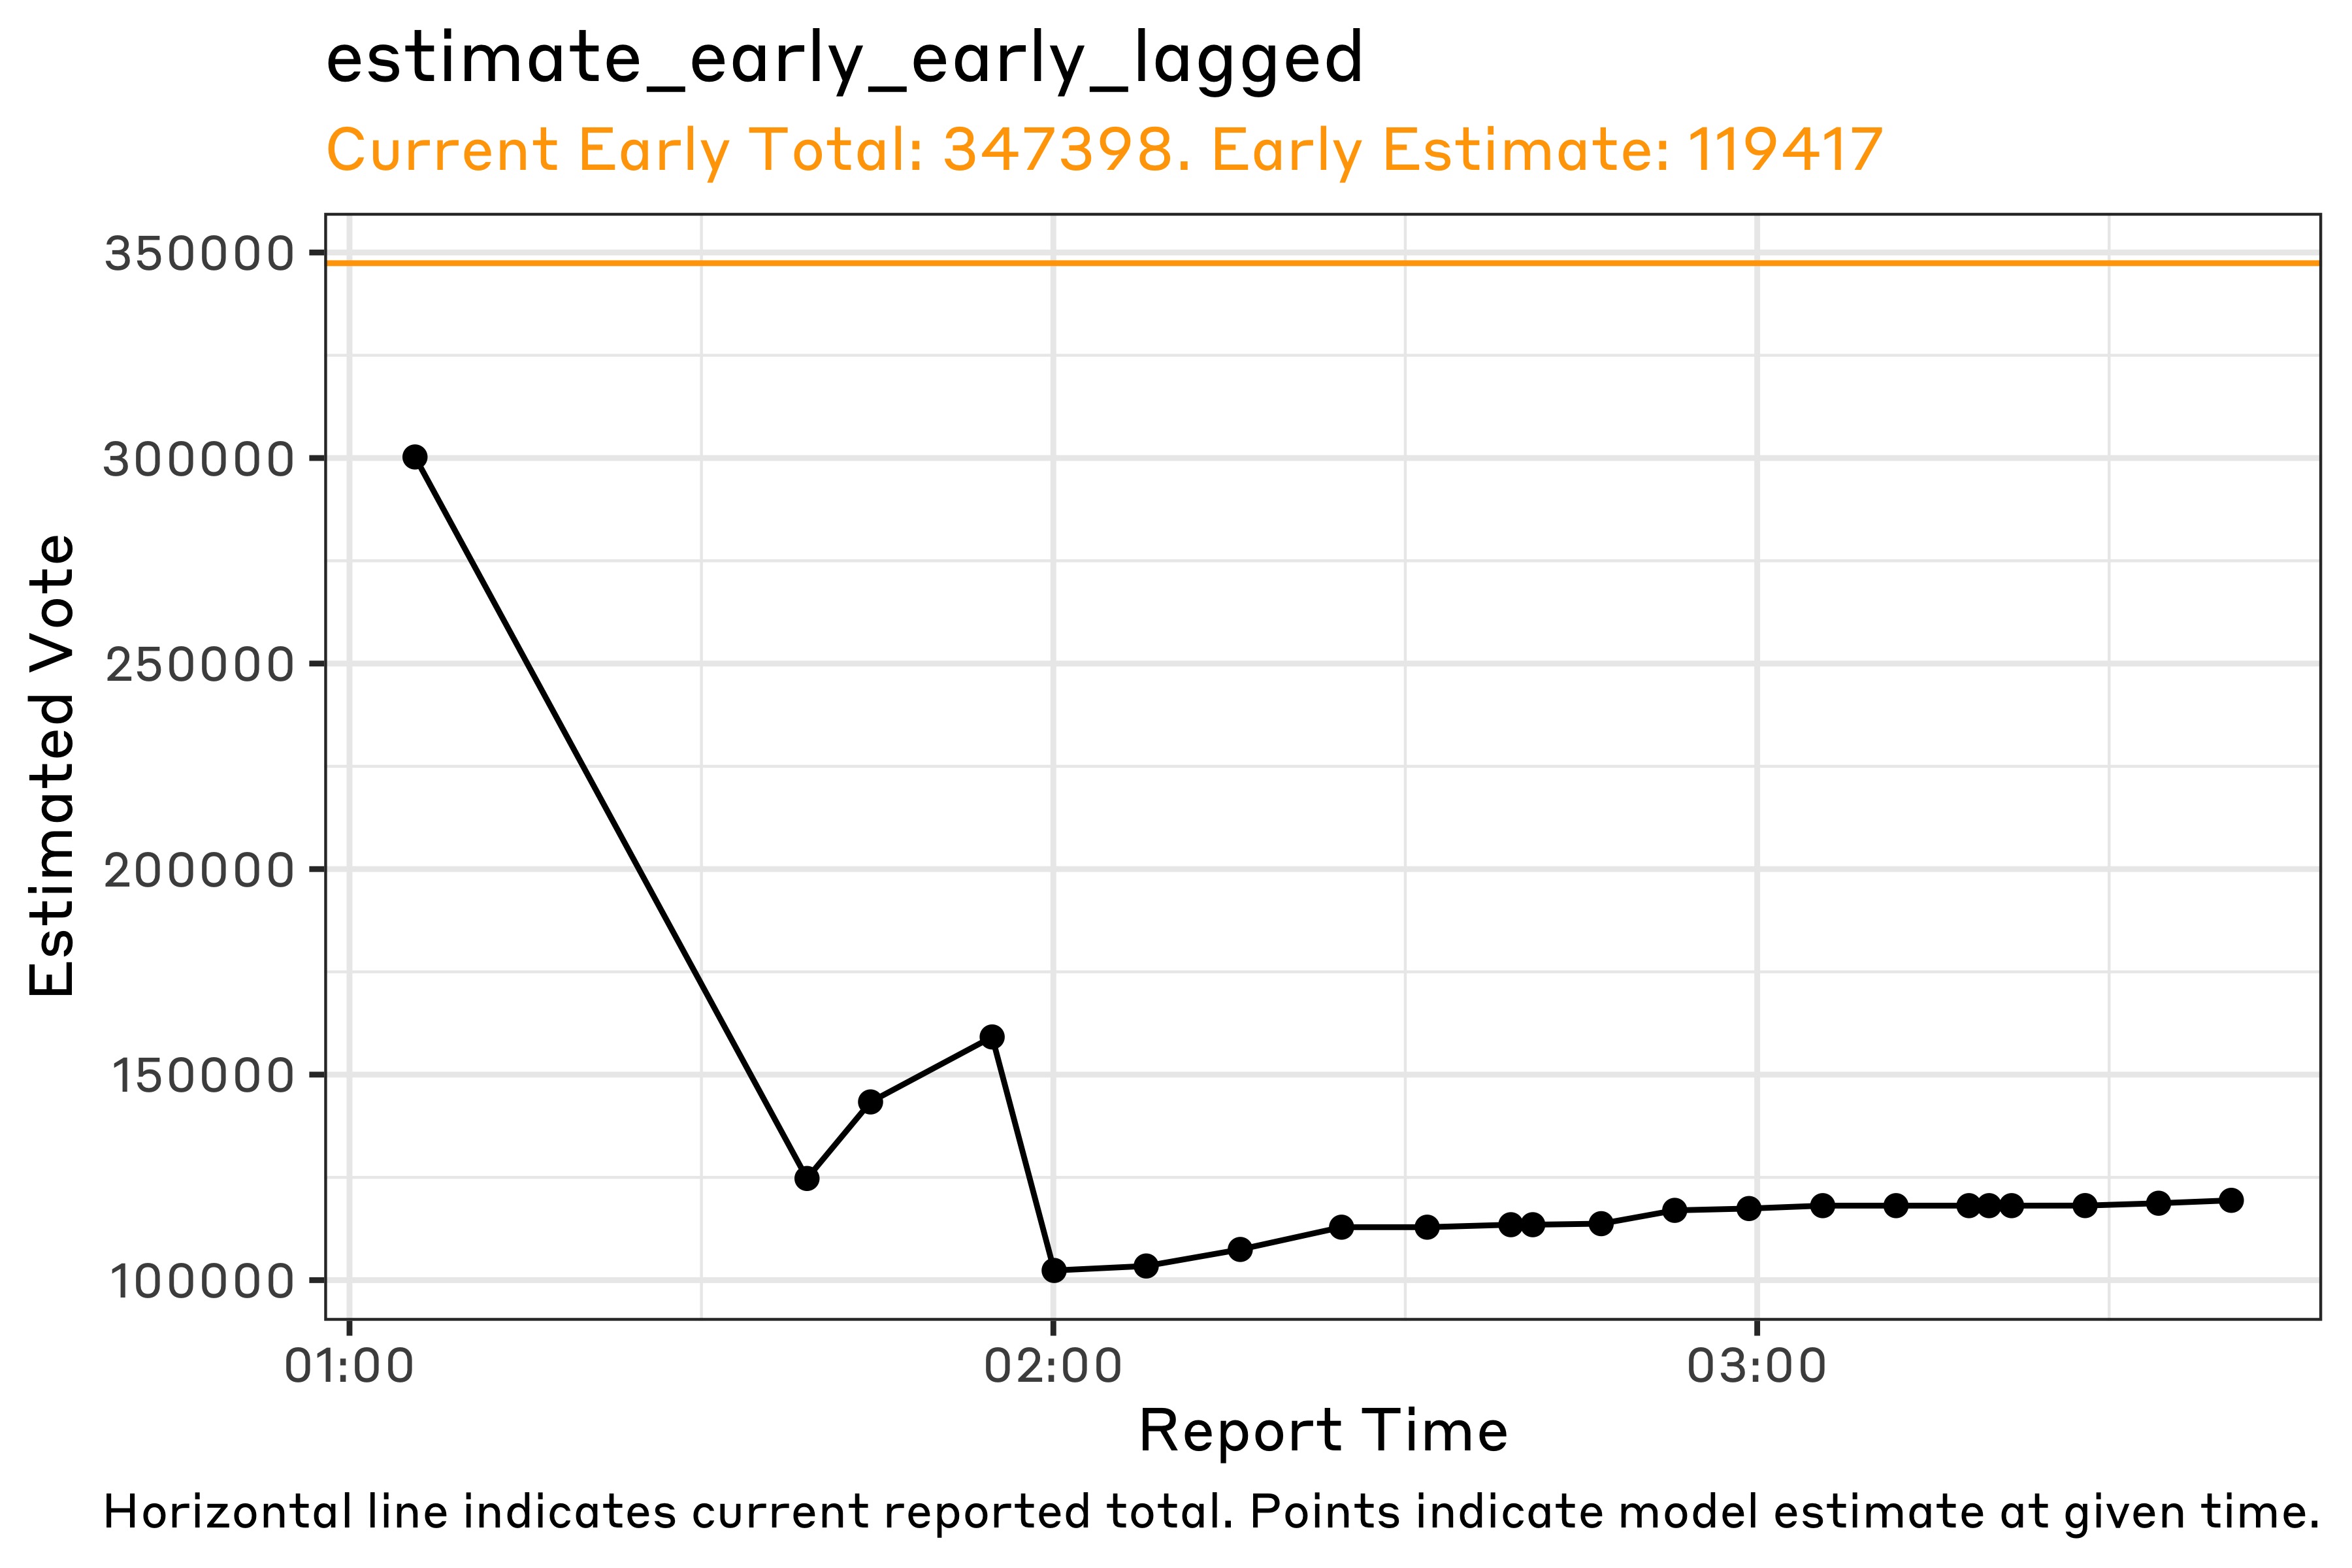 estimate_early_early_lagged
Current Early Total: 347398. Early Estimate: 119417
Estimated Vote
350000
300000
250000
200000
150000
100000
01:00 02:00 03:00
Report Time
Horizontal line indicates current reported total. Points indicate model estimate at given time.